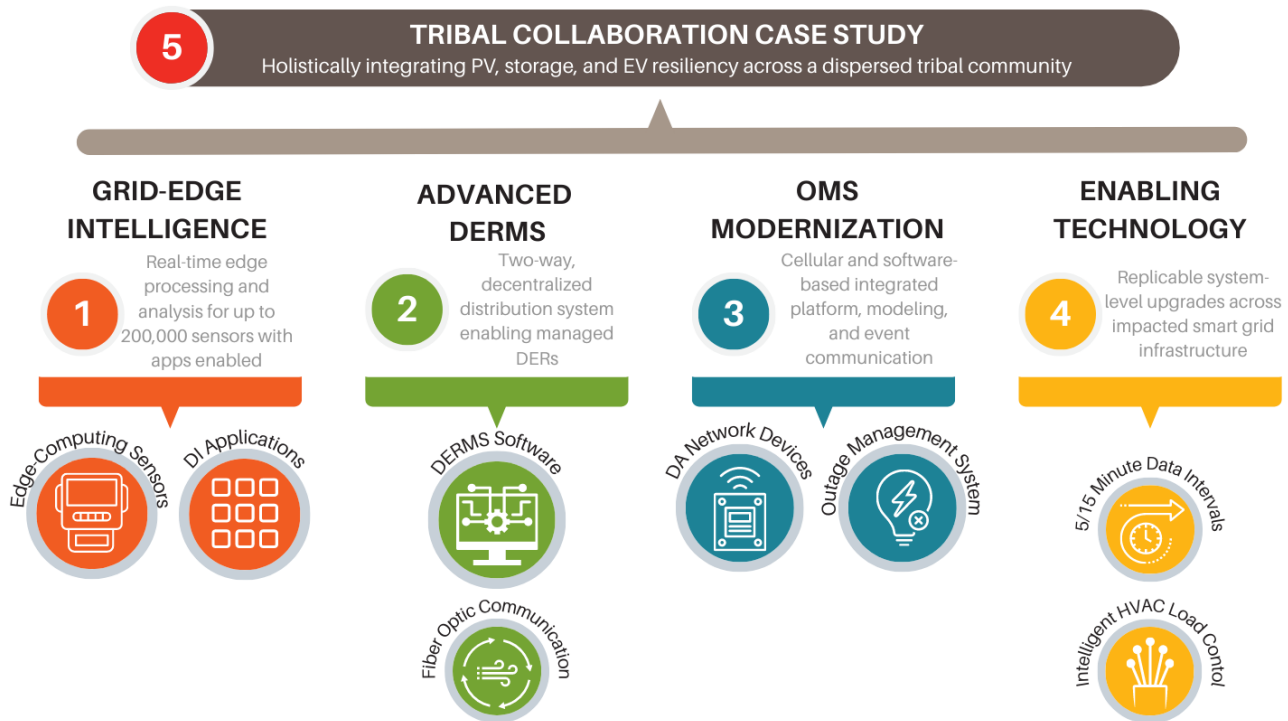 5
TRIBAL COLLABORATION CASE STUDY
Holistically integrating PV, storage, and EV resiliency across a dispersed tribal community
GRID-EDGE
INTELLIGENCE
1
Real-time edge
processing and
analysis for up to
200,000 sensors with
apps enabled
Edge-Computing Sensors
DI Applications
ADVANCED
DERMS
2
Two-way,
decentralized
distribution system
enabling managed
DERs
DERMS Software
Fiber Optic Communication
OMS
MODERNIZATION
3
Cellular and software-
based integrated
platform, modeling,
and event
communication
DA Network Devices
Outage Management System
ENABLING
TECHNOLOGY
4
Replicable system-
level upgrades across
impacted smart grid
infrastructure
5/15 Minute Data Intervals
Intelligent HVAC Load Contol